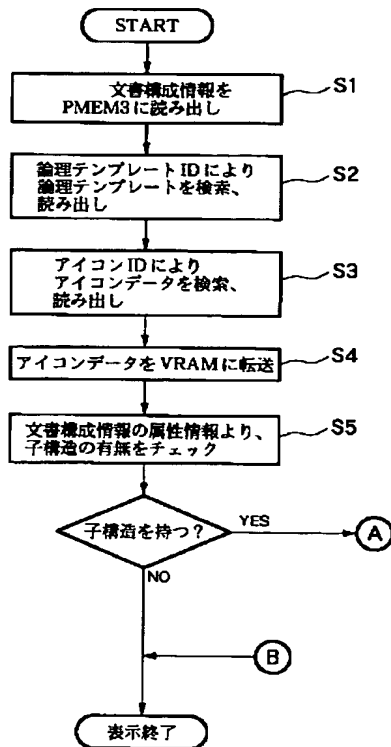 START
文書構成情報を
PMEM3に読み出し
S1
論理テンプレートIDにより
論理テンプレートを検索、
読み出し
S2
アイコンIDにより
アイコンデータを検索、
読み出し
S3
アイコンデータをVRAMに転送
S4
文書構成情報の属性情報より、
子構造の有無をチェック
S5
子構造を持つ?
YES
A
NO
B
表示終了